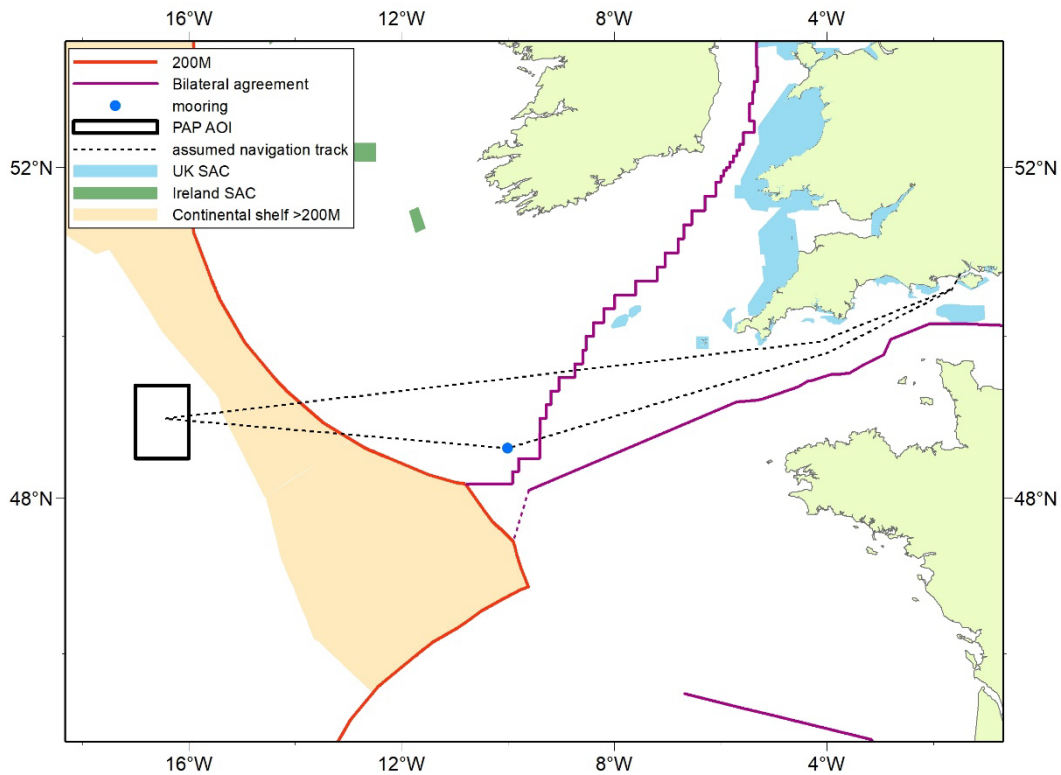 16°W 12°W 8°W 4°W
200M
Bilateral agreement
mooring
PAP AOI
assumed navigation track
UK SAC
Ireland SAC
Continental shelf >200M
52°N 52°N
48°N 48°N
16°W 12°W 8°W 4°W